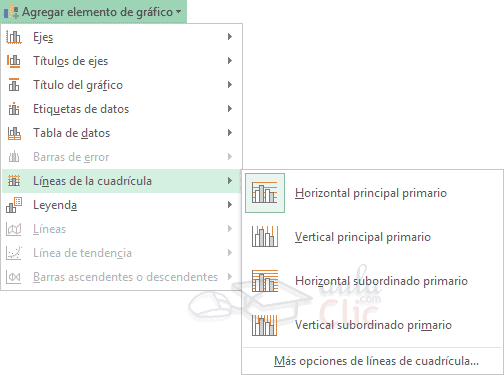 Agregar elemento de gráfico
Ejes
Títulos de ejes
Título del gráfico
Etiquetas de datos
Tabla de datos
Barras de error
Líneas de la cuadrícula
Leyenda
Líneas
Línea de tendencia
Barras ascendentes o descendentes
Horizontal principal primario
Vertical principal primario
Horizontal subordinado primario
Vertical subordinado primario
Más opciones de líneas de cuadrícula...
aula
.com
Clic